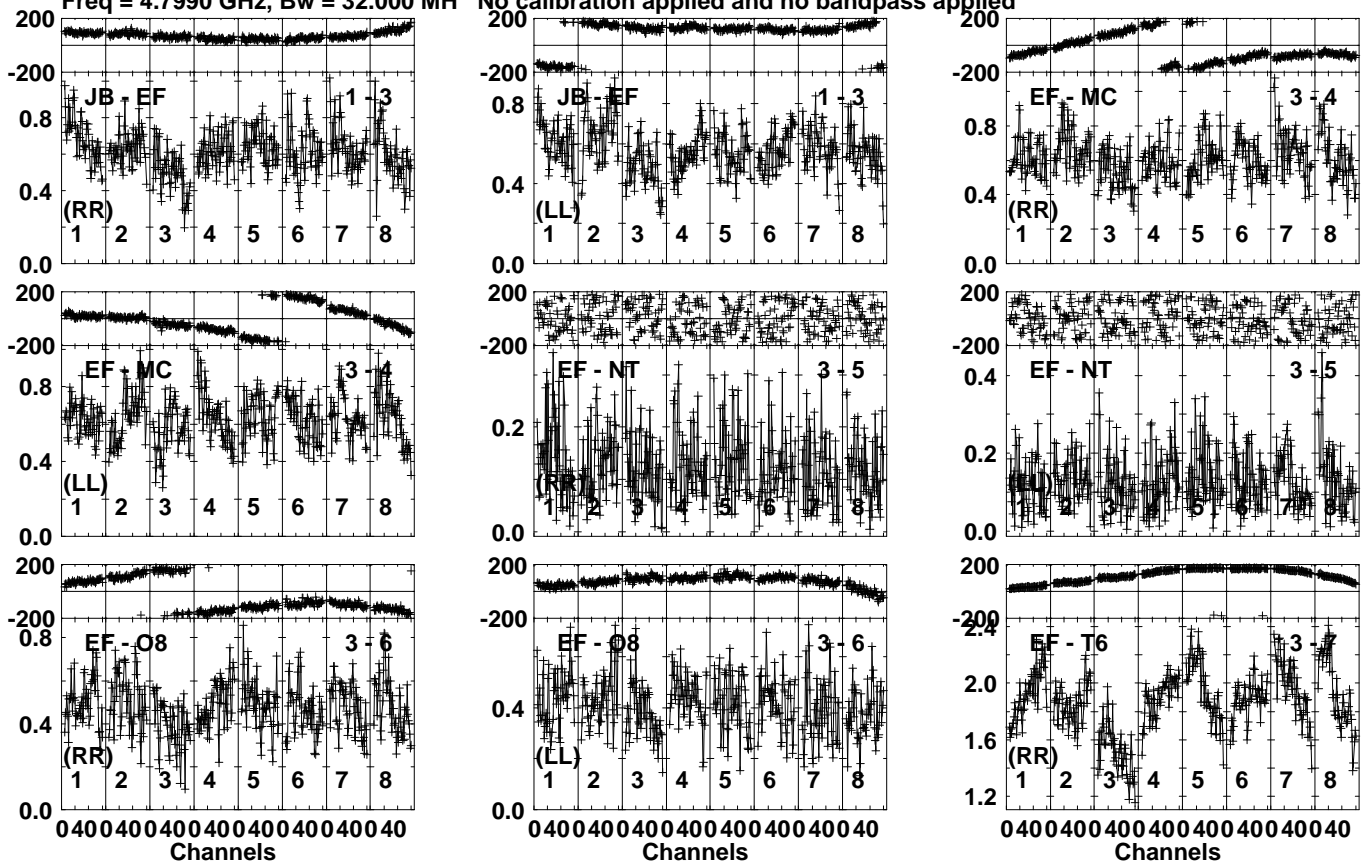 Freq = 4.7990 GHz, Bw = 32.000 MH No calibration applied and no bandpass applied
200
-200
JB - EF 1 - 3
0.8
0.4
(RR)
1 2 3 4 5 6 7 8
0.0
200
-200
JB - EF 1 - 3
0.8
0.4
(LL)
1 2 3 4 5 6 7 8
0.0
200
-200
EF - MC 3 - 4
0.8
0.4
(RR)
1 2 3 4 5 6 7 8
0.0
200
-200
EF - MC 3 - 4
0.8
0.4
(LL)
1 2 3 4 5 6 7 8
0.0
200
-200
EF - NT 3 - 5
0.2
(RR)
1 2 3 4 5 6 7 8
0.0
200
-200
EF - NT 3 - 5
0.4
0.2
(LL)
1 2 3 4 5 6 7 8
0.0
200
-200
EF - O8 3 - 6
0.8
0.4
(RR)
1 2 3 4 5 6 7 8
0.0
0 40 0 40 0 40 0 40 0 40 0 40 0 40 0 40
Channels
200
-200
EF - O8 3 - 6
0.4
(LL)
1 2 3 4 5 6 7 8
0.0
0 40 0 40 0 40 0 40 0 40 0 40 0 40 0 40
Channels
200
-200
2.4
EF - T6 3 - 7
2.0
1.6
(RR)
1 2 3 4 5 6 7 8
1.2
0 40 0 40 0 40 0 40 0 40 0 40 0 40 0 40
Channels